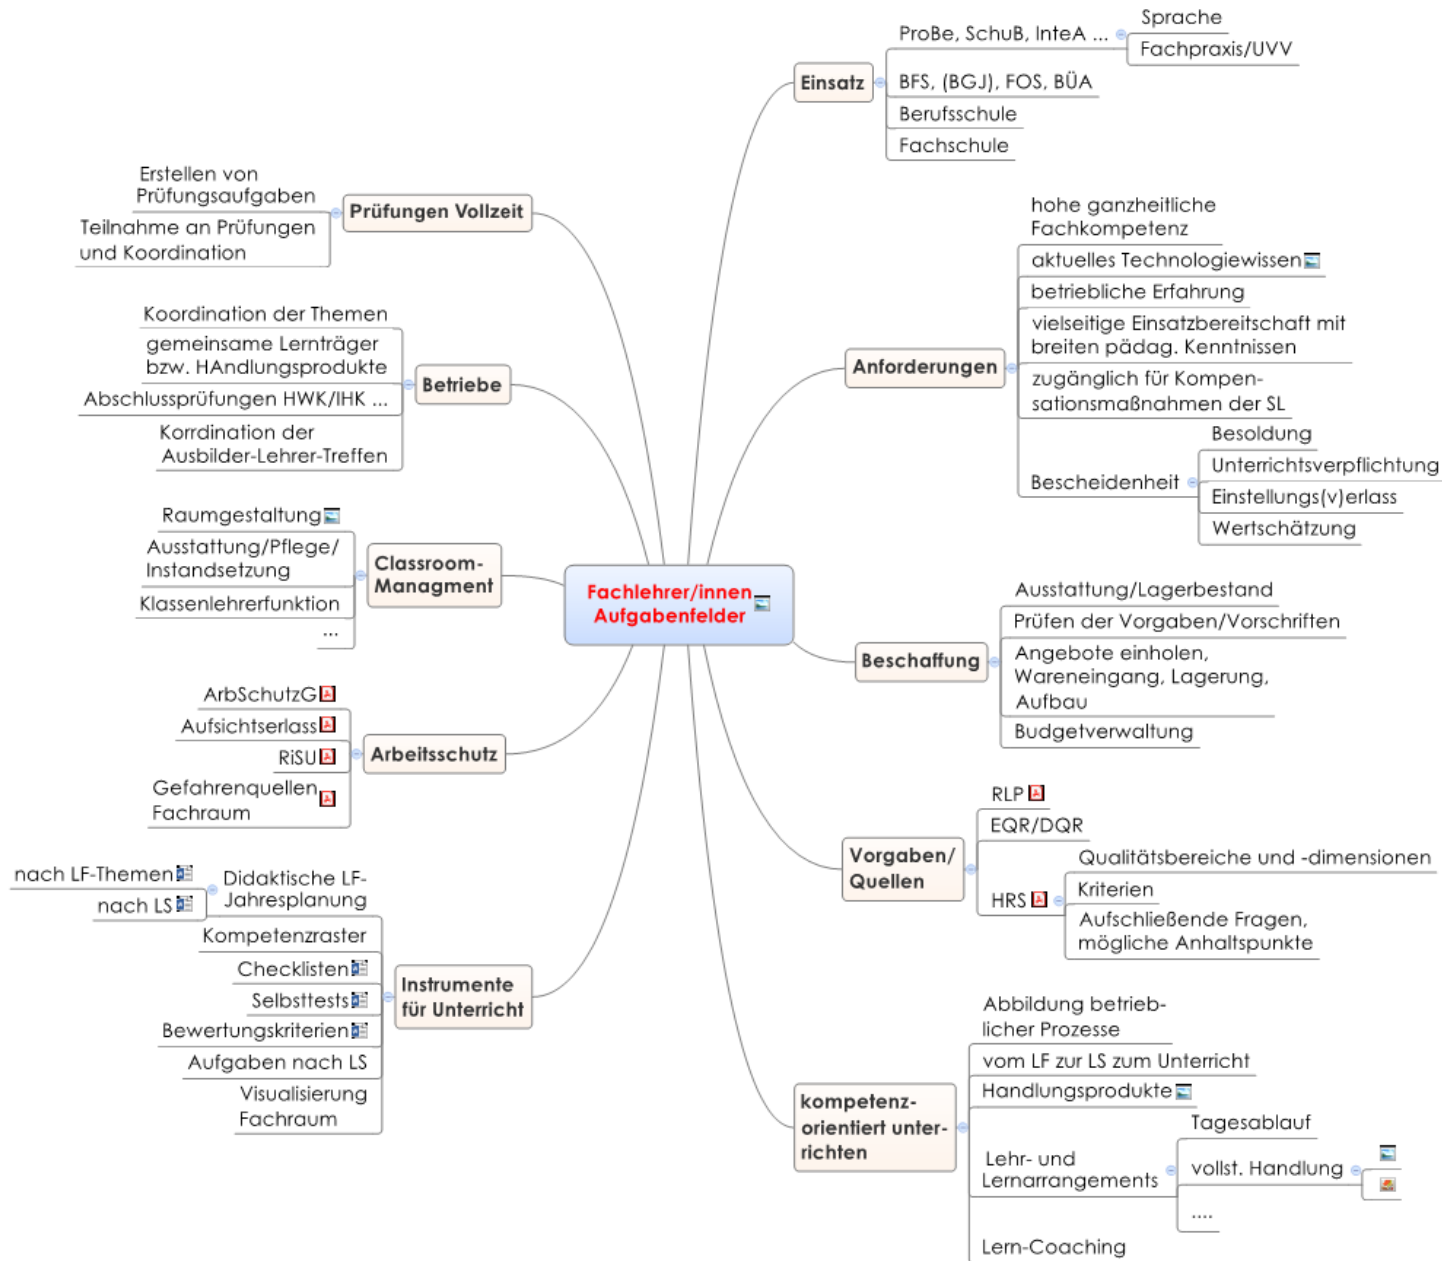 Fachlehrer/innen
Aufgabenfelder
Einsatz
ProBe, SchuB, InteA ...
Sprache
Fachpraxis/UVV
BFS, (BGJ), FOS, BÜA
Berufsschule
Fachschule
Anforderungen
hohe ganzheitliche
Fachkompetenz
aktuelles Technologiewissen
betriebliche Erfahrung
vielseitige Einsatzbereitschaft mit
breiten pädag. Kenntnissen
zugänglich für Kompen-
sationsmaßnahmen der SL
Bescheidenheit
Besoldung
Unterrichtsverpflichtung
Einstellungs(v)erlass
Wertschätzung
Beschaffung
Ausstattung/Lagerbestand
Prüfen der Vorgaben/Vorschriften
Angebote einholen,
Wareneingang, Lagerung,
Aufbau
Budgetverwaltung
Vorgaben/
Quellen
RLP
EQR/DQR
HRS
Qualitätsbereiche und -dimensionen
Kriterien
Aufschließende Fragen,
mögliche Anhaltspunkte
kompetenz-
orientiert unter-
richten
Abbildung betrieb-
licher Prozesse
vom LF zur LS zum Unterricht
Handlungsprodukte
Lehr- und
Lernarrangements
Tagesablauf
vollst. Handlung
....
Lern-Coaching
Prüfungen Vollzeit
Erstellen von
Prüfungsaufgaben
Teilnahme an Prüfungen
und Koordination
Betriebe
Koordination der Themen
gemeinsame Lernträger
bzw. HAndlungsprodukte
Abschlussprüfungen HWK/IHK ...
Korrdination der
Ausbilder-Lehrer-Treffen
Classroom-
Managment
Raumgestaltung
Ausstattung/Pflege/
Instandsetzung
Klassenlehrerfunktion
...
Arbeitsschutz
ArbSchutzG
Aufsichtserlass
RiSU
Gefahrenquellen
Fachraum
Instrumente
für Unterricht
Didaktische LF-
Jahresplanung
nach LF-Themen
nach LS
Kompetenzraster
Checklisten
Selbsttests
Bewertungskriterien
Aufgaben nach LS
Visualisierung
Fachraum